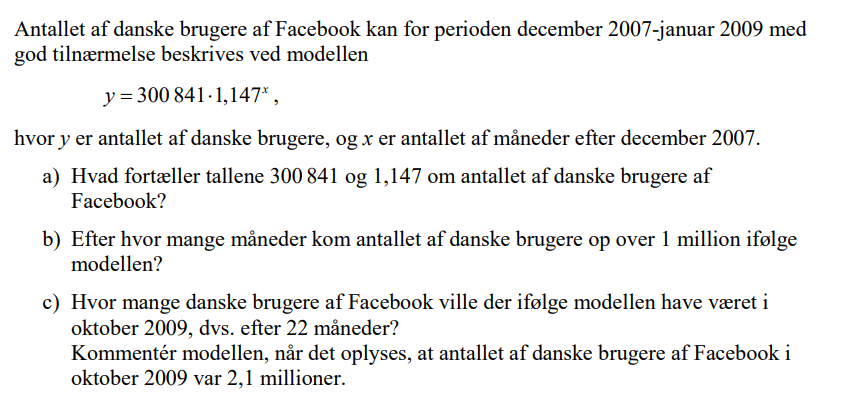 Antallet af danske brugere af Facebook kan for perioden december 2007-januar 2009 med
god tilnærmelse beskrives ved modellen
y = 300 841·1,147ˣ ,
hvor y er antallet af danske brugere, og x er antallet af måneder efter december 2007.
a) Hvad fortæller tallene 300 841 og 1,147 om antallet af danske brugere af
Facebook?
b) Efter hvor mange måneder kom antallet af danske brugere op over 1 million ifølge
modellen?
c) Hvor mange danske brugere af Facebook ville der ifølge modellen have været i
oktober 2009, dvs. efter 22 måneder?
Kommentér modellen, når det oplyses, at antallet af danske brugere af Facebook i
oktober 2009 var 2,1 millioner.